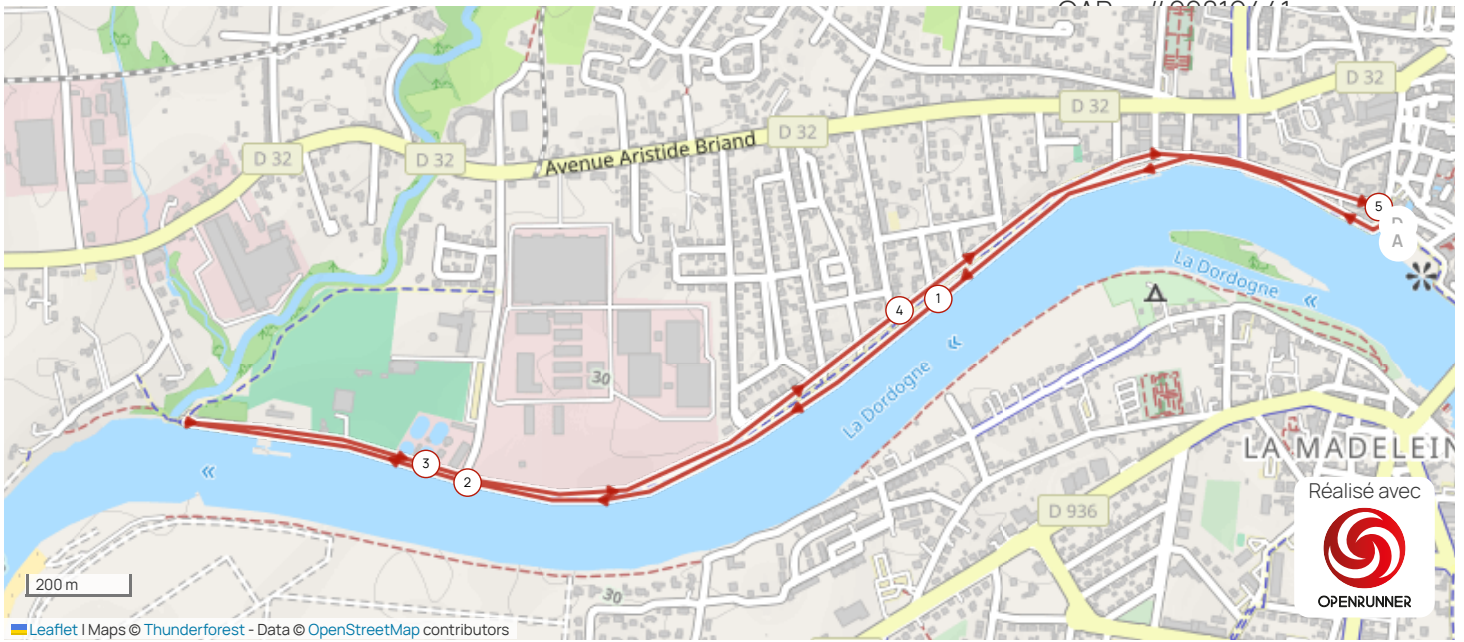 D 32
D 32
D 32
Avenue Aristide Briand
D 32
D 32
5
A
La Dordogne
1
4
30
La Dordogne
3
2
LA MADELEIN
Réalisé avec
D 936
200 m
30
OPENRUNNER
Leaflet | Maps © Thunderforest - Data © OpenStreetMap contributors